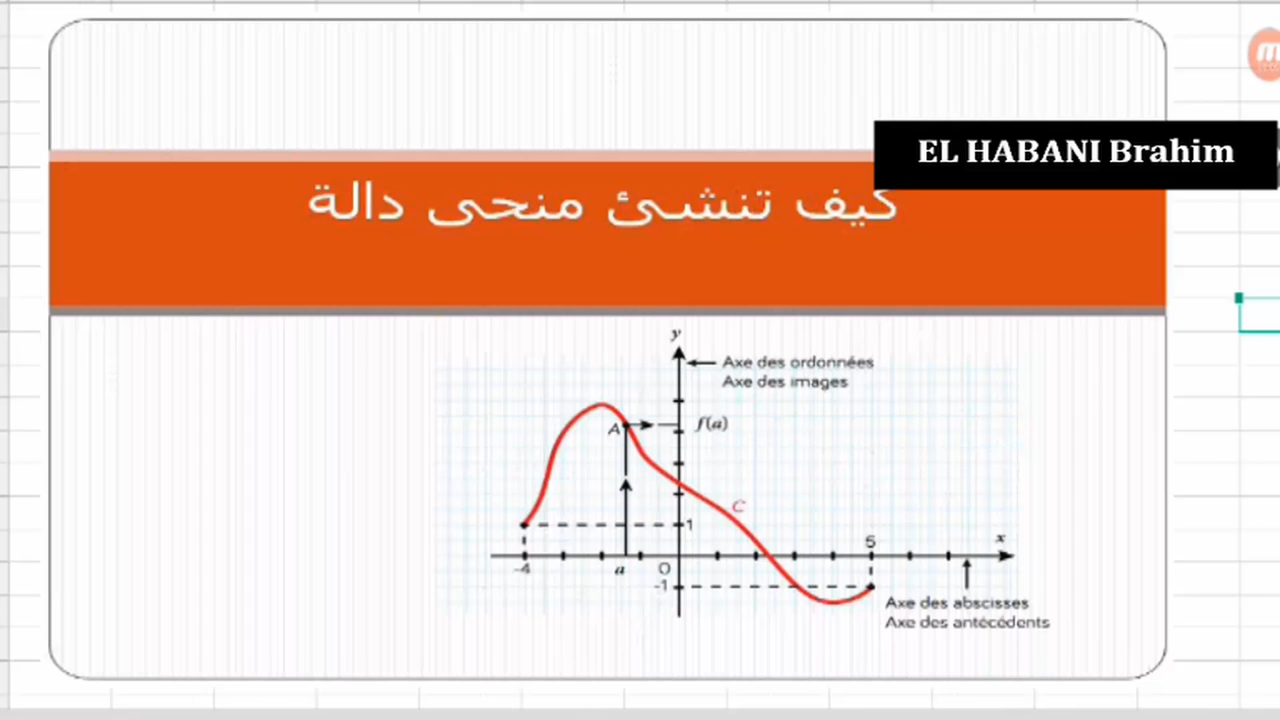 EL HABANI Brahim
كيف تنشئ منحى دالة
y
Axe des ordonnées
Axe des images
A
f(a)
C
1
5
x
-4
a
O
-1
Axe des abscisses
Axe des antécédents